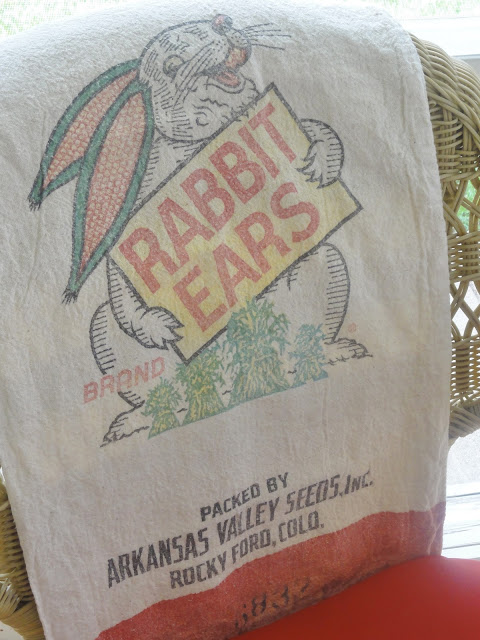 RABBIT
EARS
BRAND
PACKED BY
ARKANSAS VALLEY SEEDS, INC.
ROCKY FORD, COLO.